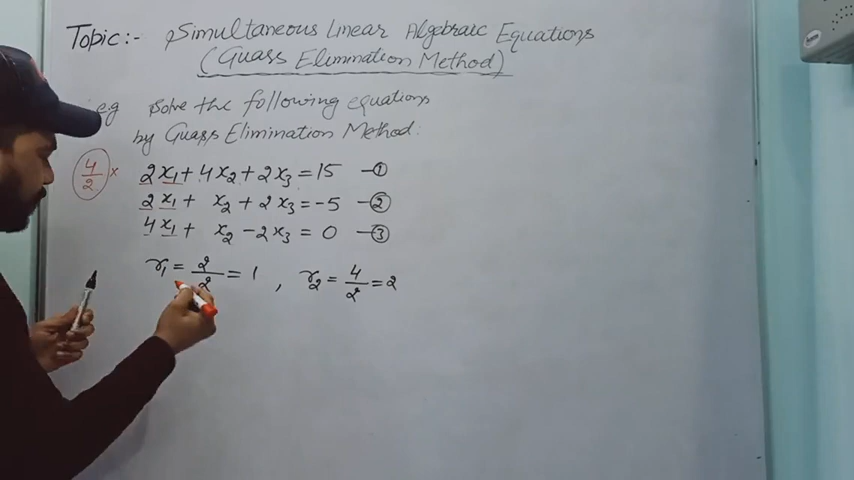 Topic:- Simultaneous Linear Algebraic Equations
(Guass Elimination Method)
e.g Solve the following equations
by Guass Elimination Method:
4/2 × 2x₁ + 4x₂ + 2x₃ = 15 —①
2x₁ + x₂ + 2x₃ = -5 —②
4x₁ + x₂ - 2x₃ = 0 —③
r₁ = 2/2 = 1 , r₂ = 4/2 = 2